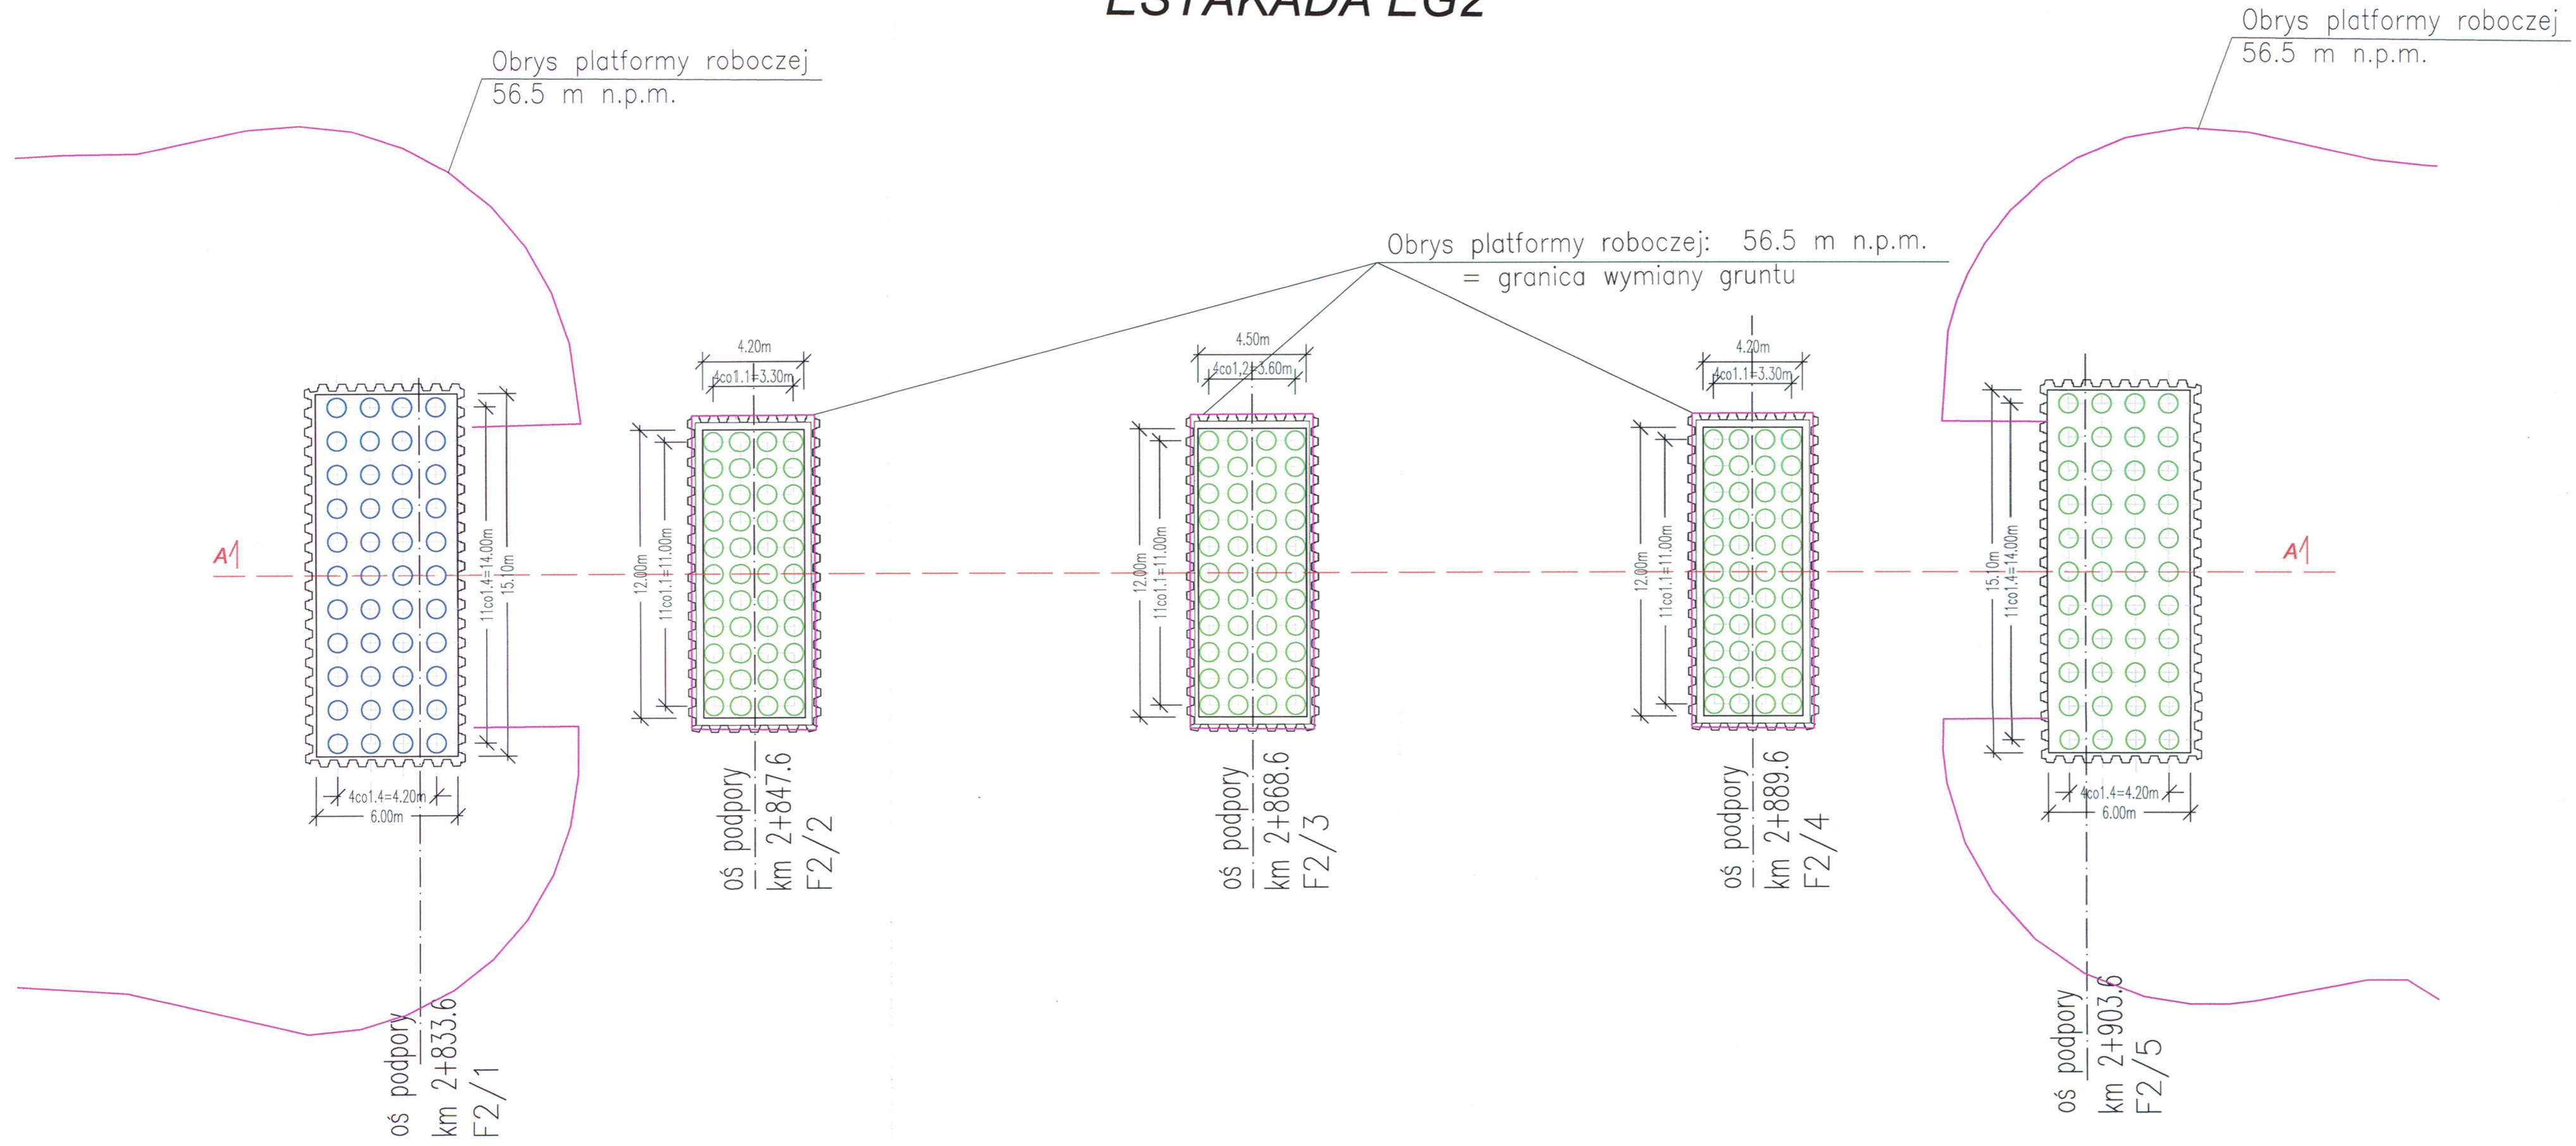 ESTAKADA EG2
Obrys platformy roboczej
56.5 m n.p.m.
Obrys platformy roboczej
56.5 m n.p.m.
Obrys platformy roboczej: 56.5 m n.p.m.
= granica wymiany gruntu
4.20m
4co1.1=3.30m
4.50m
4co1,2=3.60m
4.20m
4co1.1=3.30m
11co1.4=14.00m
15.10m
12.00m
11co1.1=11.00m
12.00m
11co1.1=11.00m
12.00m
11co1.1=11.00m
15.10m
11co1.4=14.00m
A1
A1
4co1.4=4.20m
6.00m
4co1.4=4.20m
6.00m
oś podpory
km 2+833.6
F2/1
oś podpory
km 2+847.6
F2/2
oś podpory
km 2+868.6
F2/3
oś podpory
km 2+889.6
F2/4
oś podpory
km 2+903.6
F2/5